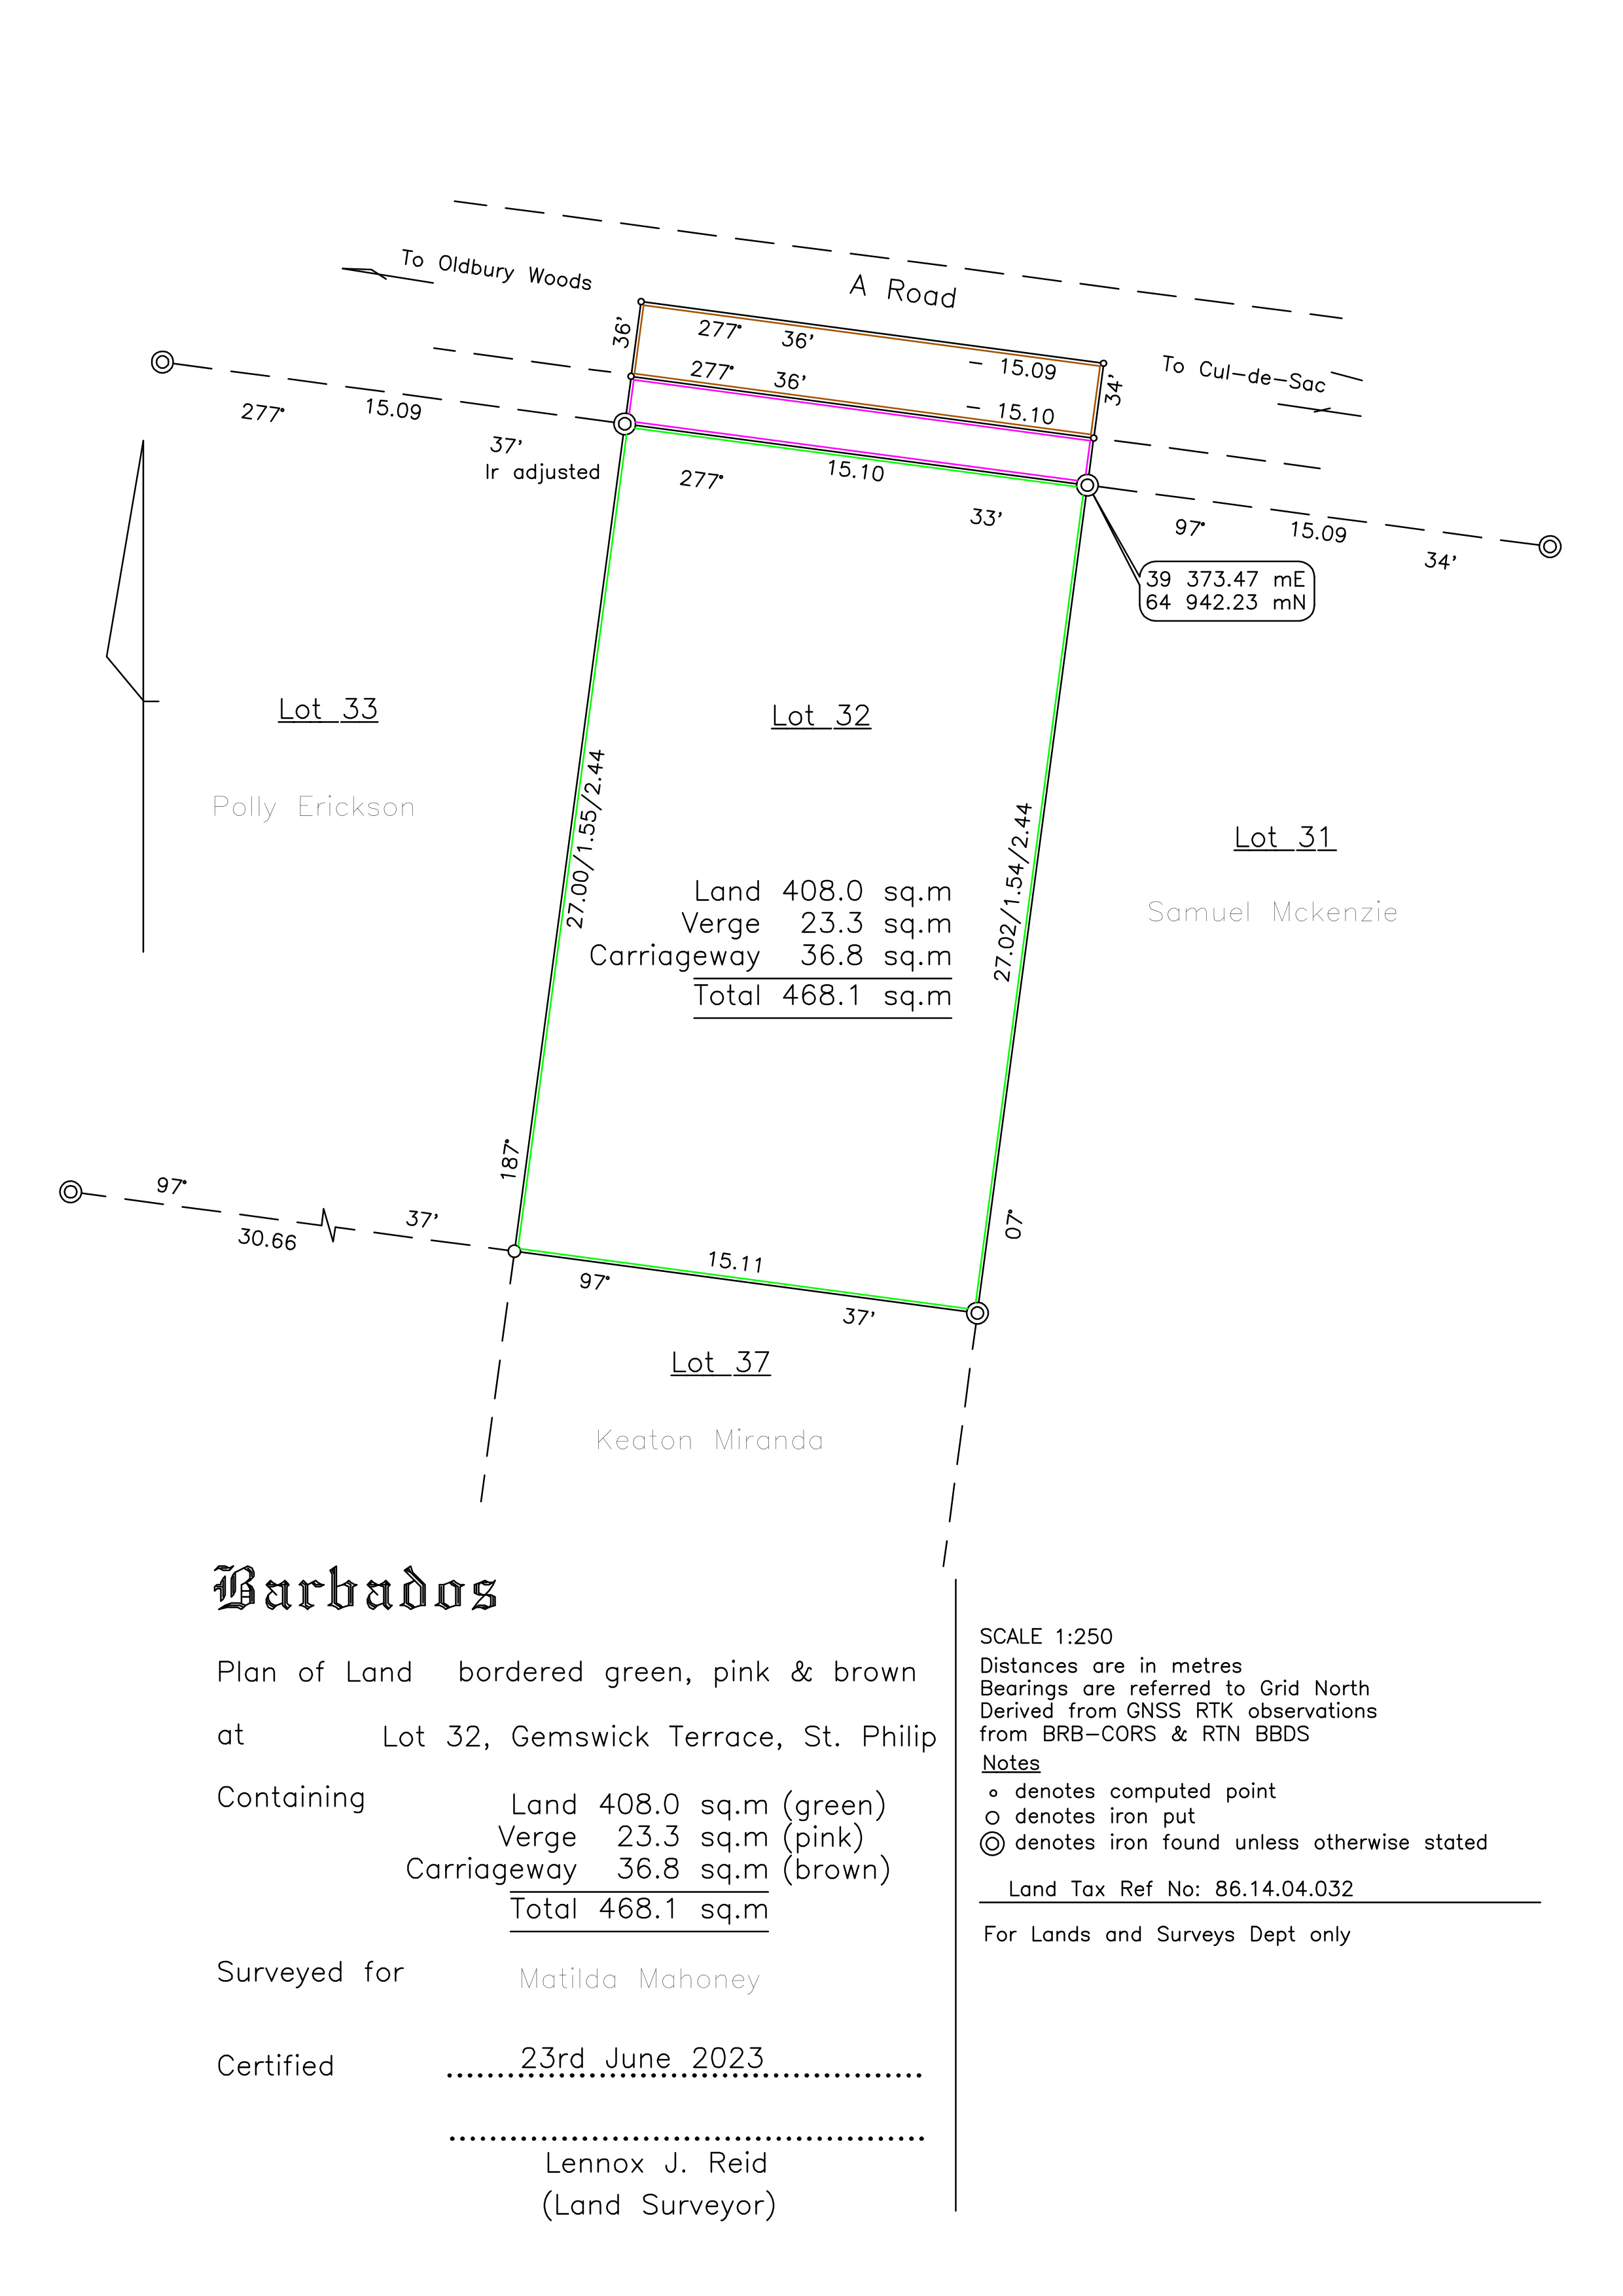 To Oldbury Woods
A Road
36'
277° 36' – 15.09
34'
To Cul–de–Sac
277° 36' – 15.10
277° 15.09 37'
Ir adjusted
277° 15.10 33'
97° 15.09 34'
39 373.47 mE
64 942.23 mN
Lot 33
Lot 32
Polly Erickson
27.00/1.55/2.44
27.02/1.54/2.44
Lot 31
Samuel Mckenzie
Land 408.0 sq.m
Verge 23.3 sq.m
Carriageway 36.8 sq.m
Total 468.1 sq.m
187°
07°
97° 30.66 37'
97° 15.11 37'
Lot 37
Keaton Miranda
Barbados
Plan of Land bordered green, pink & brown
at Lot 32, Gemswick Terrace, St. Philip
Containing Land 408.0 sq.m (green)
Verge 23.3 sq.m (pink)
Carriageway 36.8 sq.m (brown)
Total 468.1 sq.m
Surveyed for Matilda Mahoney
Certified 23rd June 2023
Lennox J. Reid
(Land Surveyor)
SCALE 1:250
Distances are in metres
Bearings are referred to Grid North
Derived from GNSS RTK observations
from BRB–CORS & RTN BBDS
Notes
denotes computed point
denotes iron put
denotes iron found unless otherwise stated
Land Tax Ref No: 86.14.04.032
For Lands and Surveys Dept only